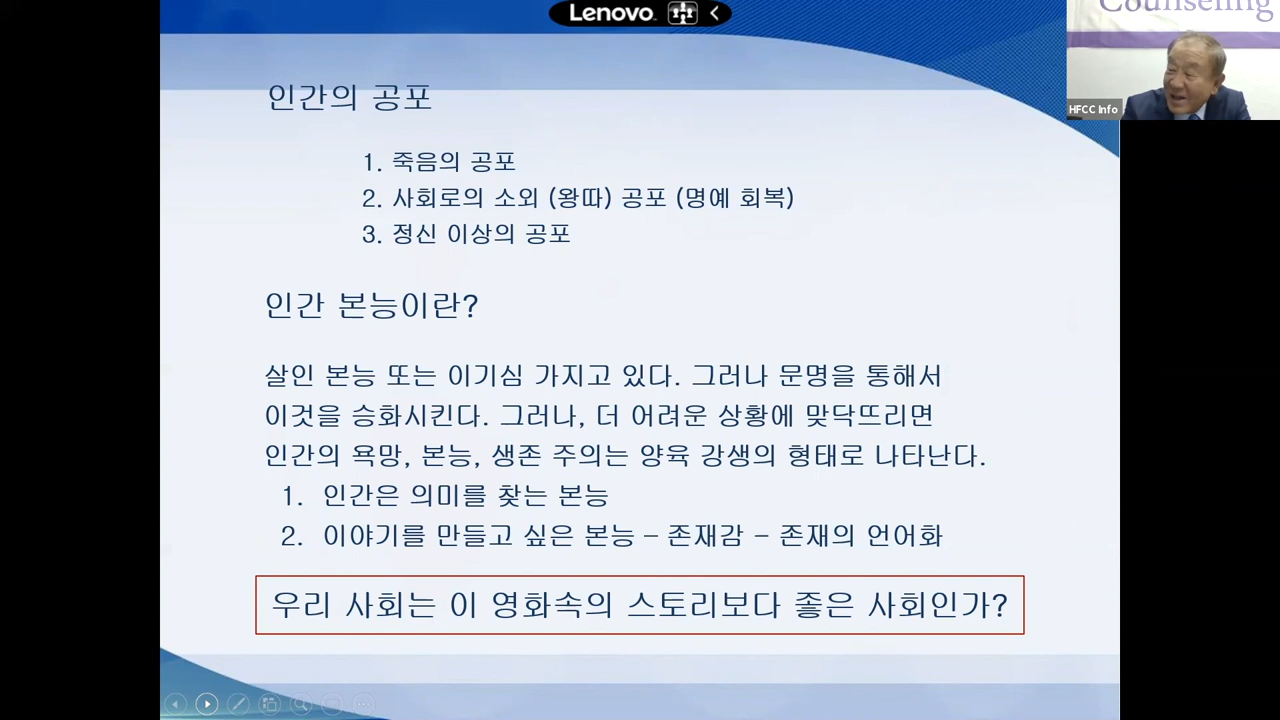 Lenovo
Counseling
HFCC Info
인간의 공포
1. 죽음의 공포
2. 사회로의 소외 (왕따) 공포 (명예 회복)
3. 정신 이상의 공포
인간 본능이란?
살인 본능 또는 이기심 가지고 있다. 그러나 문명을 통해서
이것을 승화시킨다. 그러나, 더 어려운 상황에 맞닥뜨리면
인간의 욕망, 본능, 생존 주의는 양육 강생의 형태로 나타난다.
1. 인간은 의미를 찾는 본능
2. 이야기를 만들고 싶은 본능 – 존재감 – 존재의 언어화
우리 사회는 이 영화속의 스토리보다 좋은 사회인가?